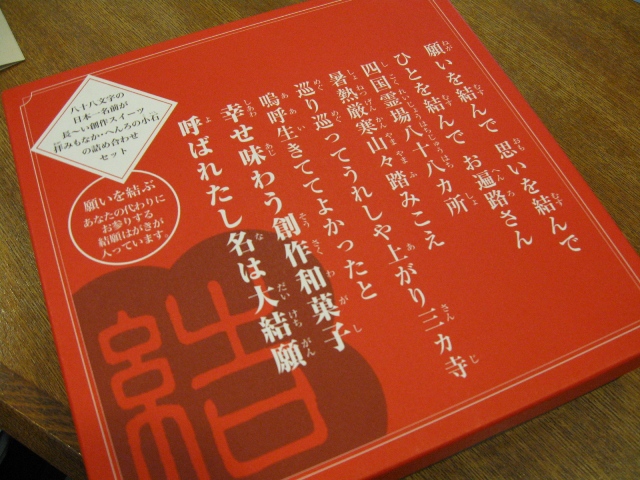 願いを結んで 思いを結んで
ひとを結んで お遍路さん
四国霊場八十八カ所
暑熱厳寒山々踏みこえ
巡り巡ってうれしや上がり三カ寺
嗚呼生きててよかったと
幸せ味わう創作和菓子
呼ばれたし名は大結願
八十八文字の
日本一名前が
長〜い創作スイーツ
拝みもなか・へんろの小石
の詰め合わせ
セット
願いを結ぶ
あなたの代わりに
お参りする
結願はがきが
入っています。
結